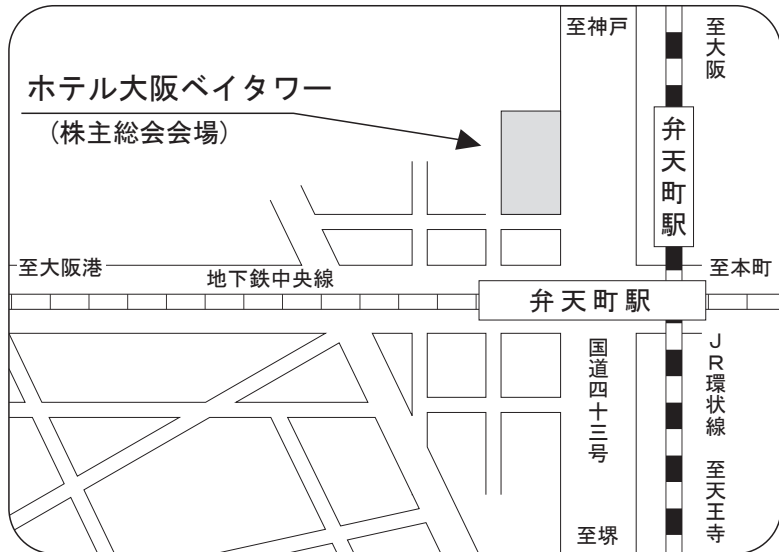 至神戸
至大阪
ホテル大阪ベイタワー
(株主総会会場)
弁天町駅
至大阪港
地下鉄中央線
至本町
弁天町駅
国道四十三号
JR環状線 至天王寺
至堺